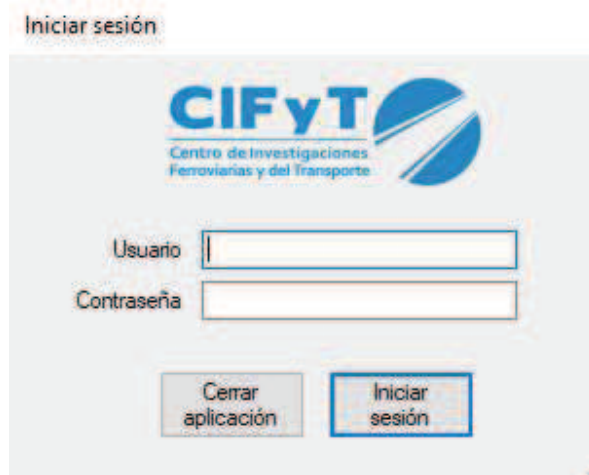 Iniciar sesión
CIFyT
Centro de Investigaciones
Ferroviarias y del Transporte
Usuario
Contraseña
Cerrar
aplicación
Iniciar
sesión